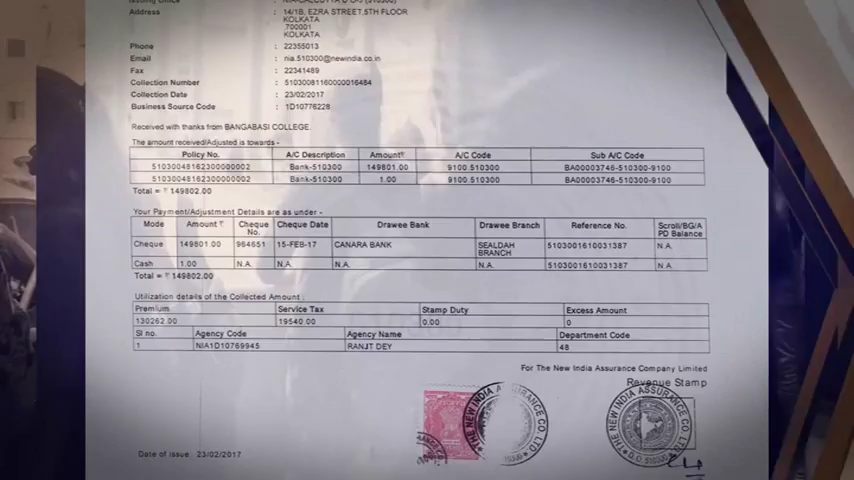 Issuing Office :
Address : 14/1B, EZRA STREET,5TH FLOOR
KOLKATA
700001
KOLKATA
Phone : 22355013
Email : nia.510300@newindia.co.in
Fax : 22341489
Collection Number : 51030081160000016484
Collection Date : 23/02/2017
Business Source Code : 1D10776228
Received with thanks from BANGABASI COLLEGE.
The amount received/Adjusted is towards -
Policy No. A/C Description Amount₹ A/C Code Sub A/C Code
51030048162300000002 Bank-510300 149801.00 9100.510300 BA00003746-510300-9100
51030048162300000002 Bank-510300 1.00 9100.510300 BA00003746-510300-9100
Total = ₹ 149802.00
Your Payment/Adjustment Details are as under -
Mode Amount ₹ Cheque No. Cheque Date Drawee Bank Drawee Branch Reference No. Scroll/BG/A PD Balance
Cheque 149801.00 964651 15-FEB-17 CANARA BANK SEALDAH BRANCH 5103001610031387 N.A.
Cash 1.00 N.A. N.A. N.A. N.A. 5103001610031387 N.A.
Total = ₹ 149802.00
Utilization details of the Collected Amount :
Premium Service Tax Stamp Duty Excess Amount
130262.00 19540.00 0.00 0
Sl no. Agency Code Agency Name Department Code
1 NIA1D10769945 RANJIT DEY 48
For The New India Assurance Company Limited
Revenue Stamp
THE NEW INDIA ASSURANCE CO LTD
THE NEW INDIA ASSURANCE CO LTD
D.O. 510300
Date of issue: 23/02/2017